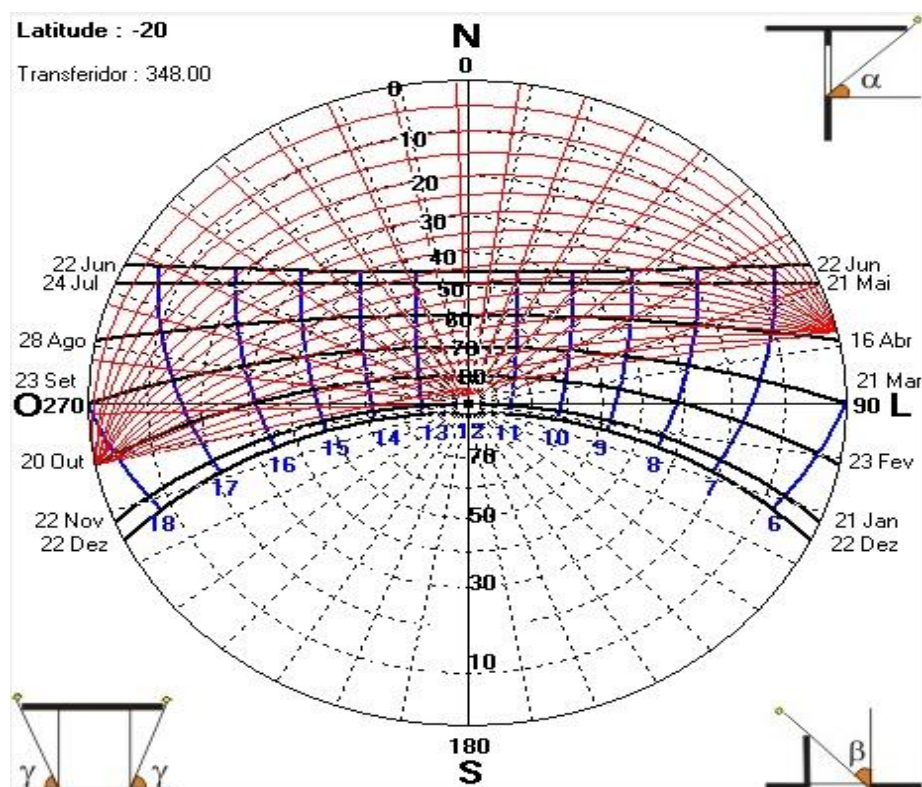 Latitude : -20
N
Transferidor : 348.00
0
α
0
10
20
30
22 Jun
40
22 Jun
24 Jul
50
21 Mai
60
28 Ago
70
16 Abr
23 Set
80
21 Mar
O 270
90 L
13 12 11
14
10
15
9
20 Out
16
70
8
23 Fev
17
7
50
22 Nov
18
6
21 Jan
22 Dez
22 Dez
30
10
180
S
γ
γ
β